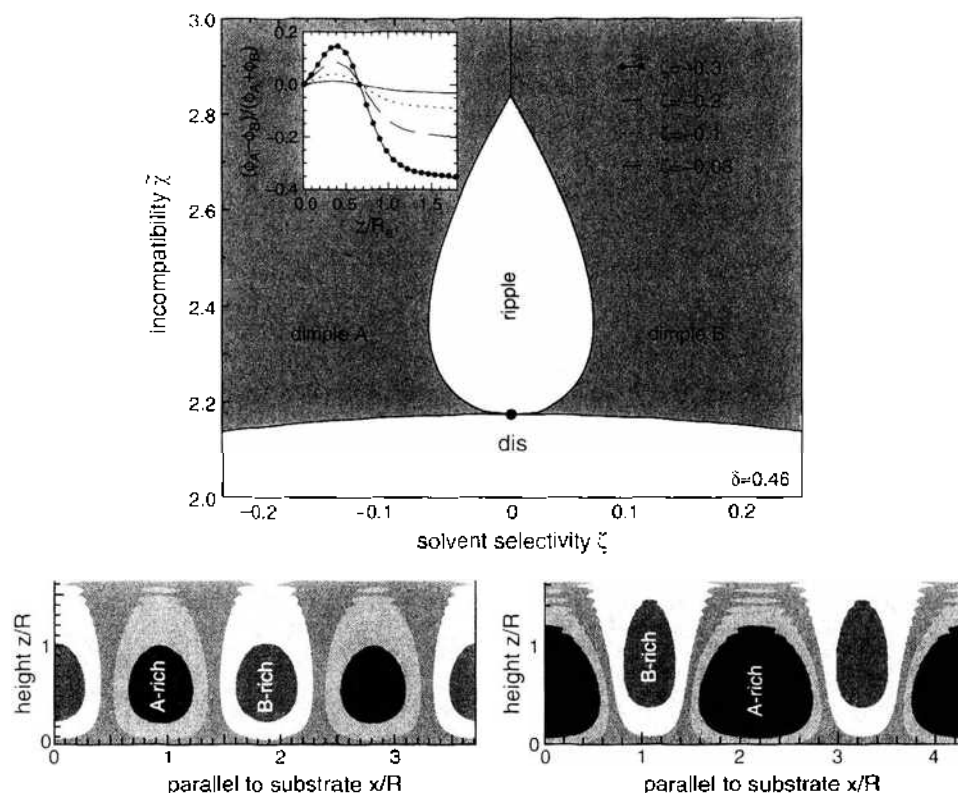 3.0
2.8
2.6
2.4
2.2
2.0
incompatibility χ̃
0.2
0.0
-0.2
-0.4
(ϕA-ϕB)/(ϕA+ϕB)
0.0 0.5 1.0 1.5
ζ=-0.3
ζ=-0.2
ζ=-0.1
dimple A
ripple
dimple B
dis
δ=0.46
-0.2 -0.1 0 0.1 0.2
solvent selectivity ζ
height z/R
1
0
A-rich
B-rich
0 1 2 3
parallel to substrate x/R
height z/R
1
0
B-rich
A-rich
0 1 2 3 4
parallel to substrate x/R